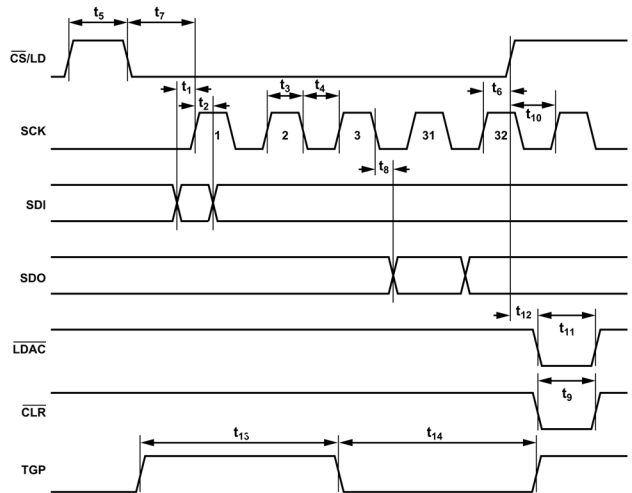 t5 t7
CS/LD
t1 t3 t4 t6
t2 t10
SCK 1 2 3 31 32
t8
SDI
SDO
t12 t11
LDAC
t9
CLR
t13 t14
TGP